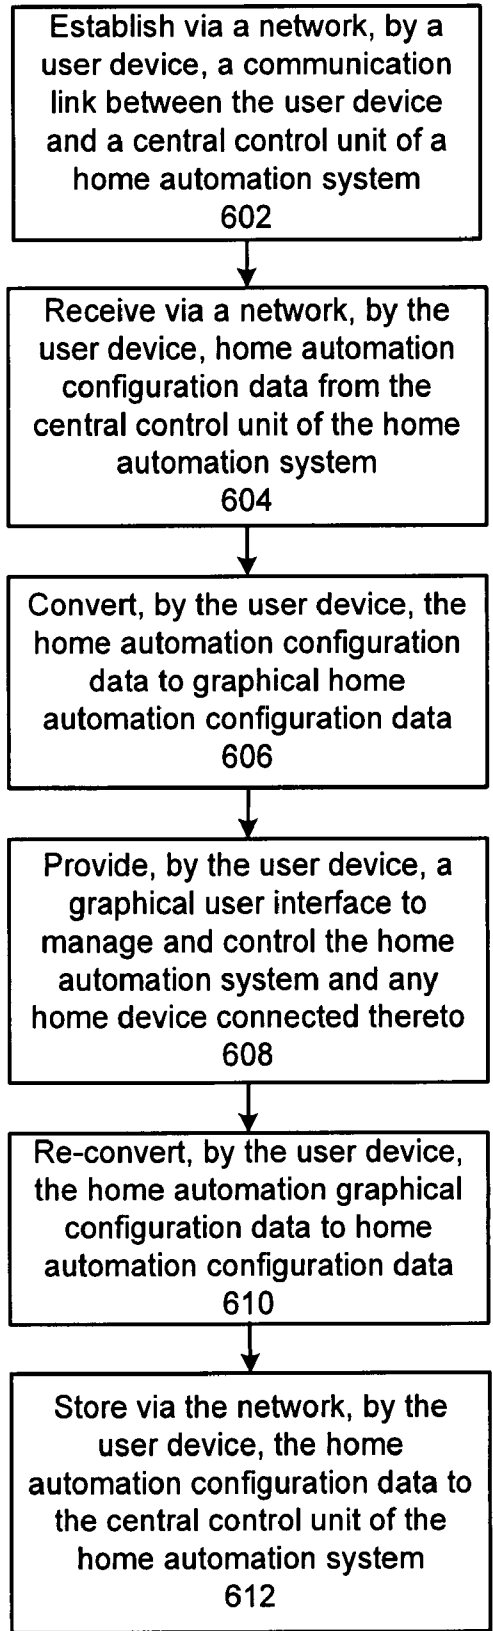 Establish via a network, by a
user device, a communication
link between the user device
and a central control unit of a
home automation system
602
Receive via a network, by the
user device, home automation
configuration data from the
central control unit of the home
automation system
604
Convert, by the user device, the
home automation configuration
data to graphical home
automation configuration data
606
Provide, by the user device, a
graphical user interface to
manage and control the home
automation system and any
home device connected thereto
608
Re-convert, by the user device,
the home automation graphical
configuration data to home
automation configuration data
610
Store via the network, by the
user device, the home
automation configuration data to
the central control unit of the
home automation system
612